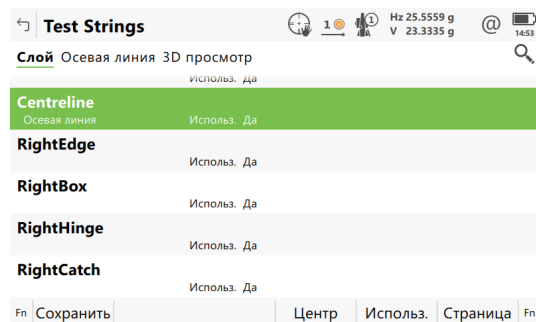 Test Strings
1
1
Hz 25.5559 g
V 23.3335 g
@
14:53
Слой Осевая линия 3D просмотр
Использ. Да
Centreline
Осевая линия Использ. Да
RightEdge
Использ. Да
RightBox
Использ. Да
RightHinge
Использ. Да
RightCatch
Использ. Да
Fn Сохранить Центр Использ. Страница Fn